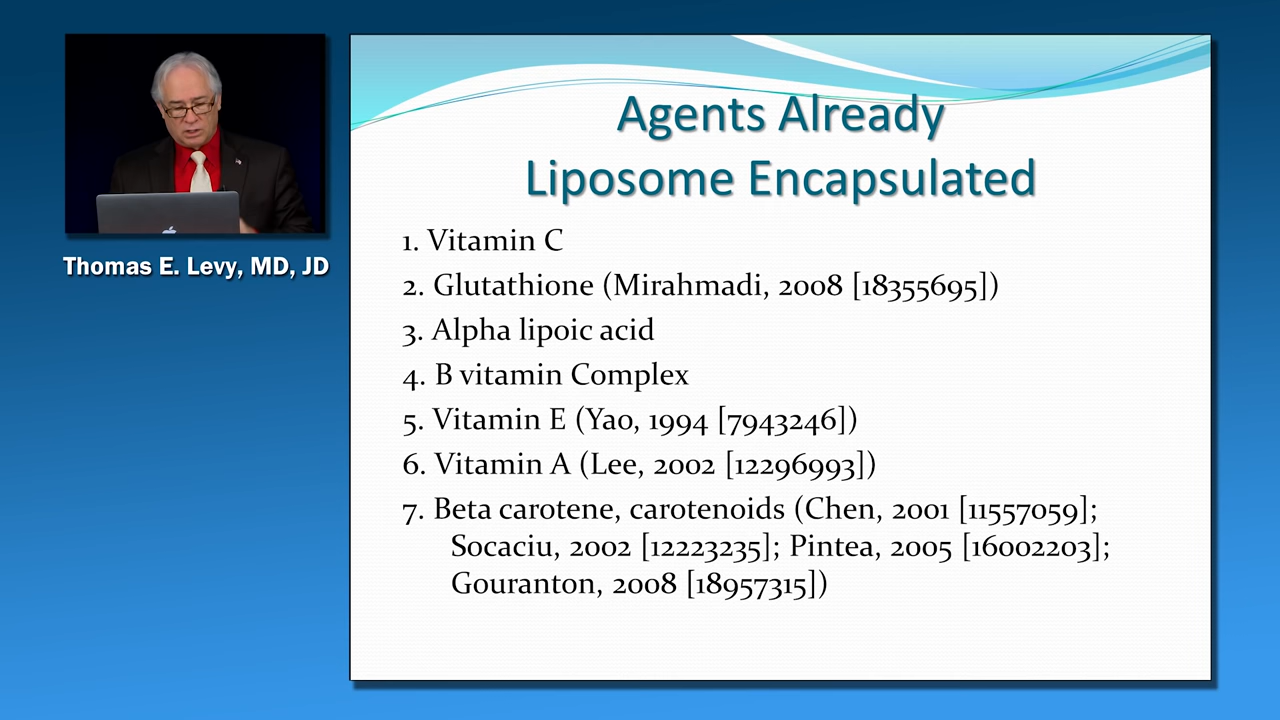 Agents Already
Liposome Encapsulated
Thomas E. Levy, MD, JD
1. Vitamin C
2. Glutathione (Mirahmadi, 2008 [18355695])
3. Alpha lipoic acid
4. B vitamin Complex
5. Vitamin E (Yao, 1994 [7943246])
6. Vitamin A (Lee, 2002 [12296993])
7. Beta carotene, carotenoids (Chen, 2001 [11557059];
Socaciu, 2002 [12223235]; Pintea, 2005 [16002203];
Gouranton, 2008 [18957315])